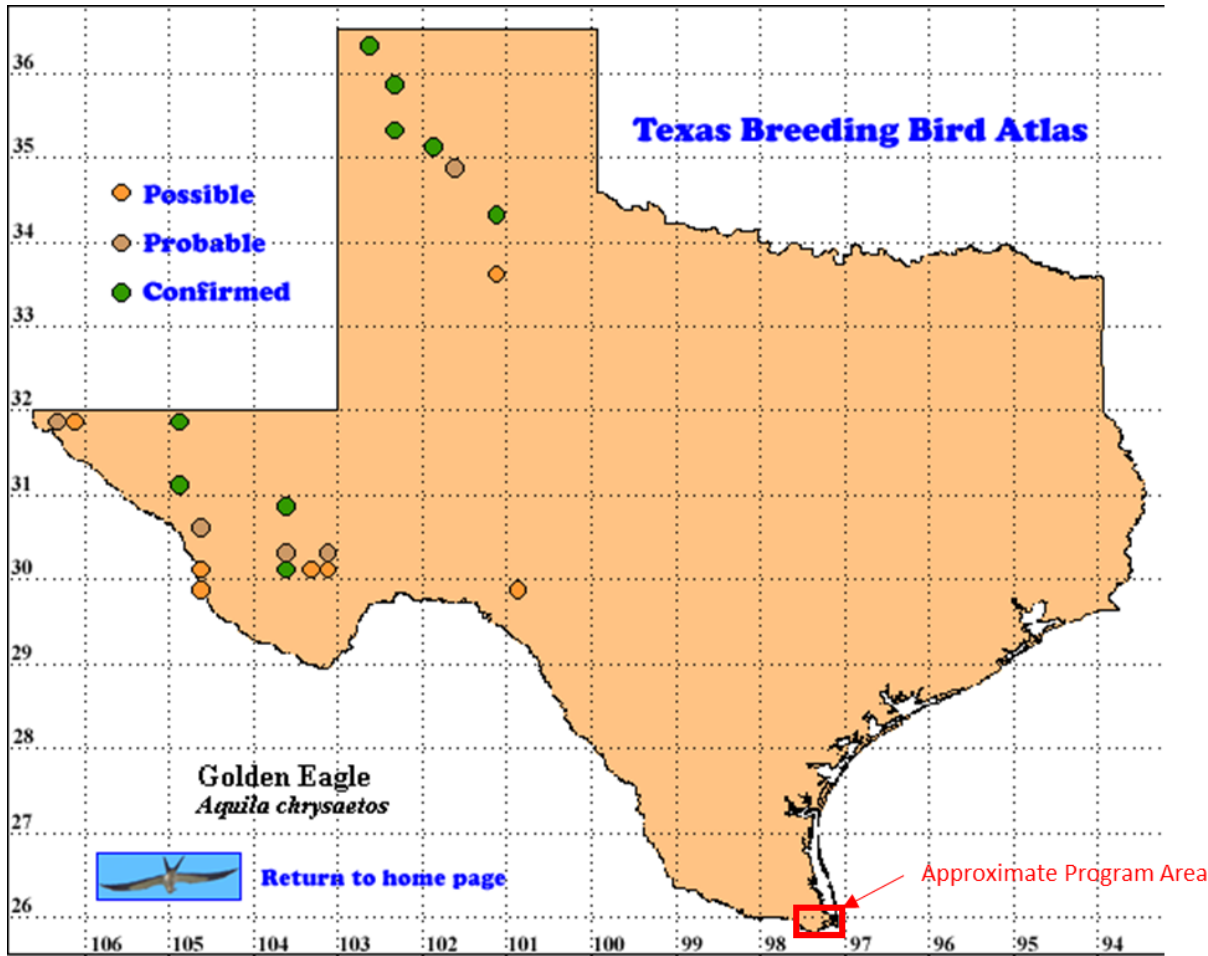 Texas Breeding Bird Atlas
Possible
Probable
Confirmed
36
35
34
33
32
31
30
29
28
27
26
Golden Eagle
Aquila chrysaetos
Return to home page
Approximate Program Area
106 105 104 103 102 101 100 99 98 97 96 95 94